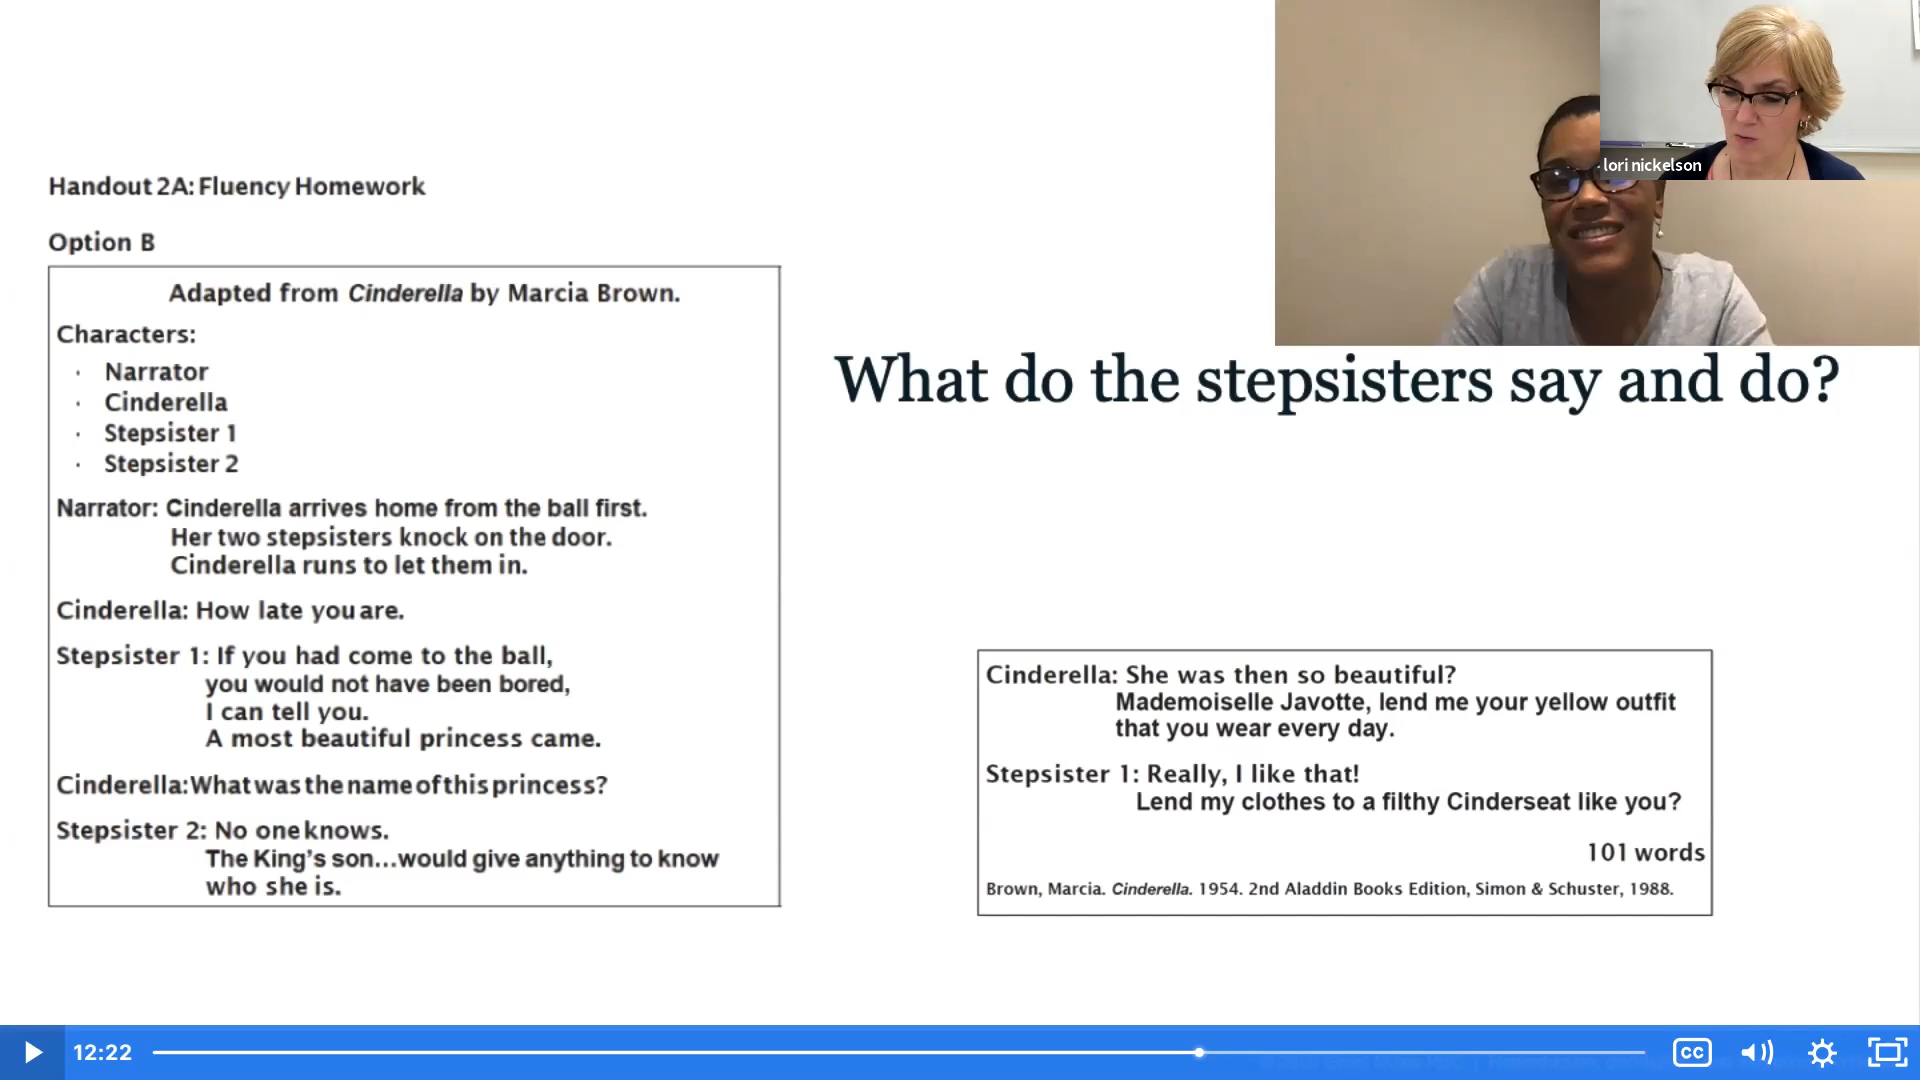 lori nickelson
Handout 2A: Fluency Homework
Option B
Adapted from Cinderella by Marcia Brown.
Characters:
· Narrator
· Cinderella
· Stepsister 1
· Stepsister 2
Narrator: Cinderella arrives home from the ball first.
Her two stepsisters knock on the door.
Cinderella runs to let them in.
Cinderella: How late you are.
Stepsister 1: If you had come to the ball,
you would not have been bored,
I can tell you.
A most beautiful princess came.
Cinderella: What was the name of this princess?
Stepsister 2: No one knows.
The King's son...would give anything to know
who she is.
What do the stepsisters say and do?
Cinderella: She was then so beautiful?
Mademoiselle Javotte, lend me your yellow outfit
that you wear every day.
Stepsister 1: Really, I like that!
Lend my clothes to a filthy Cinderseat like you?
101 words
Brown, Marcia. Cinderella. 1954. 2nd Aladdin Books Edition, Simon & Schuster, 1988.
12:22
CC